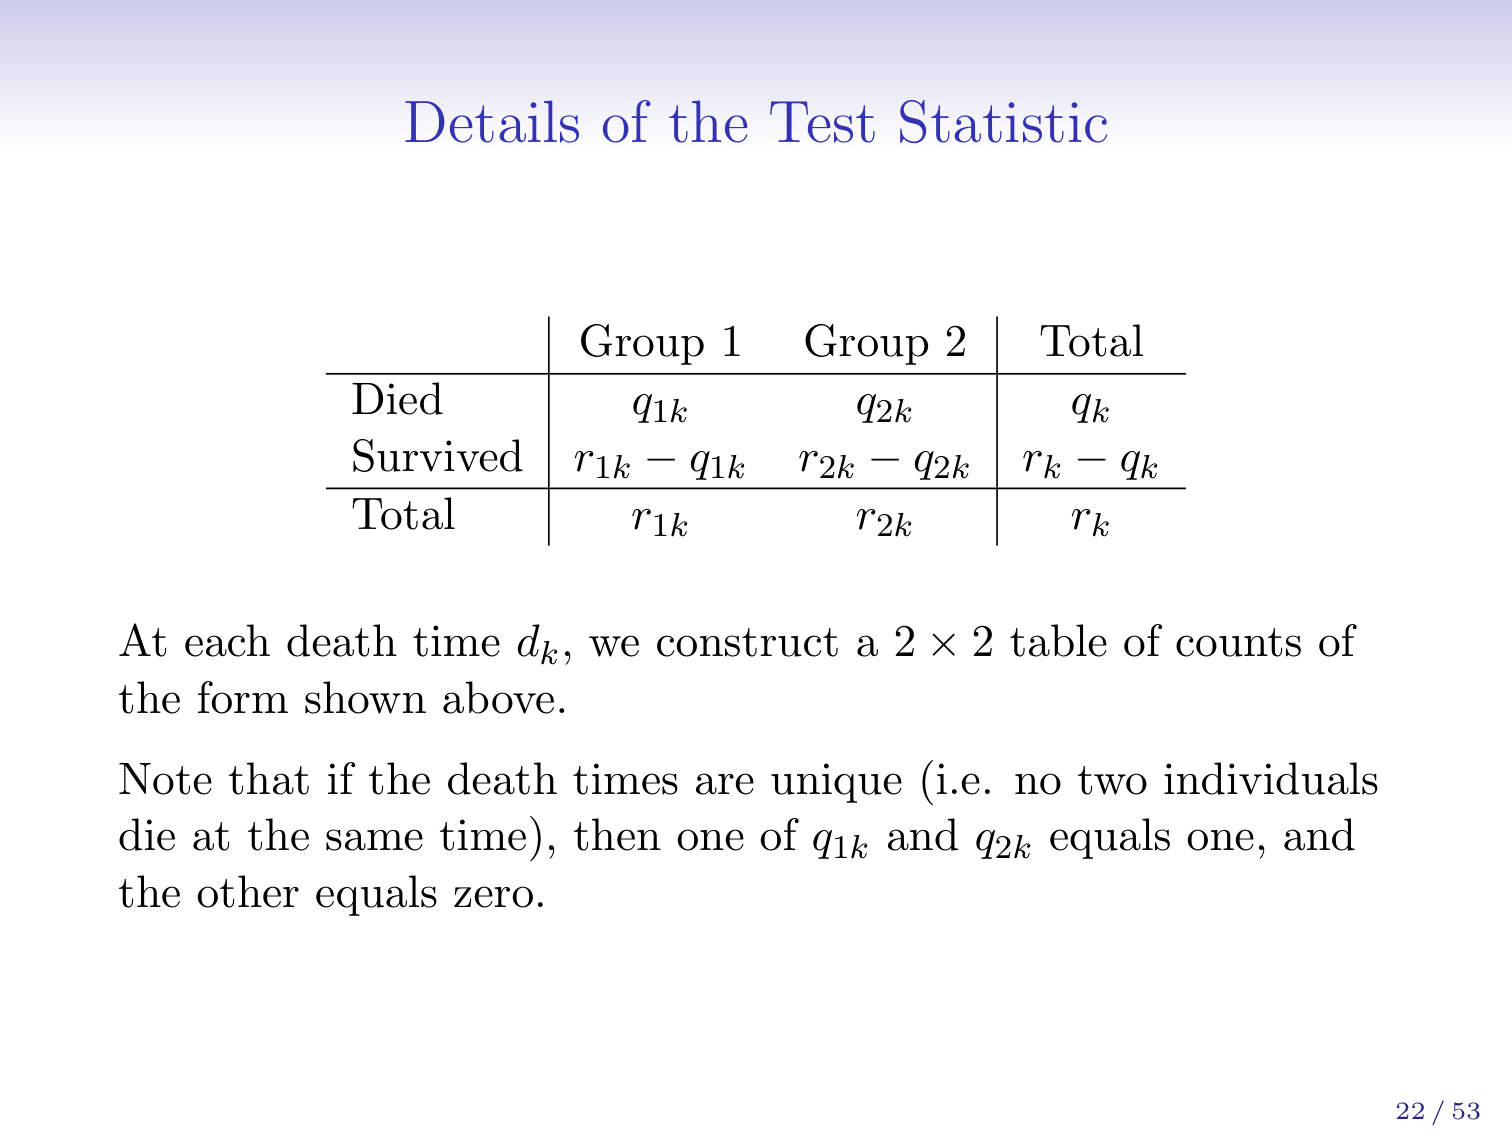 Details of the Test Statistic
Group 1 Group 2 Total
Died q₁ₖ q₂ₖ qₖ
Survived r₁ₖ − q₁ₖ r₂ₖ − q₂ₖ rₖ − qₖ
Total r₁ₖ r₂ₖ rₖ
At each death time dₖ, we construct a 2 × 2 table of counts of
the form shown above.
Note that if the death times are unique (i.e. no two individuals
die at the same time), then one of q₁ₖ and q₂ₖ equals one, and
the other equals zero.
22 / 53